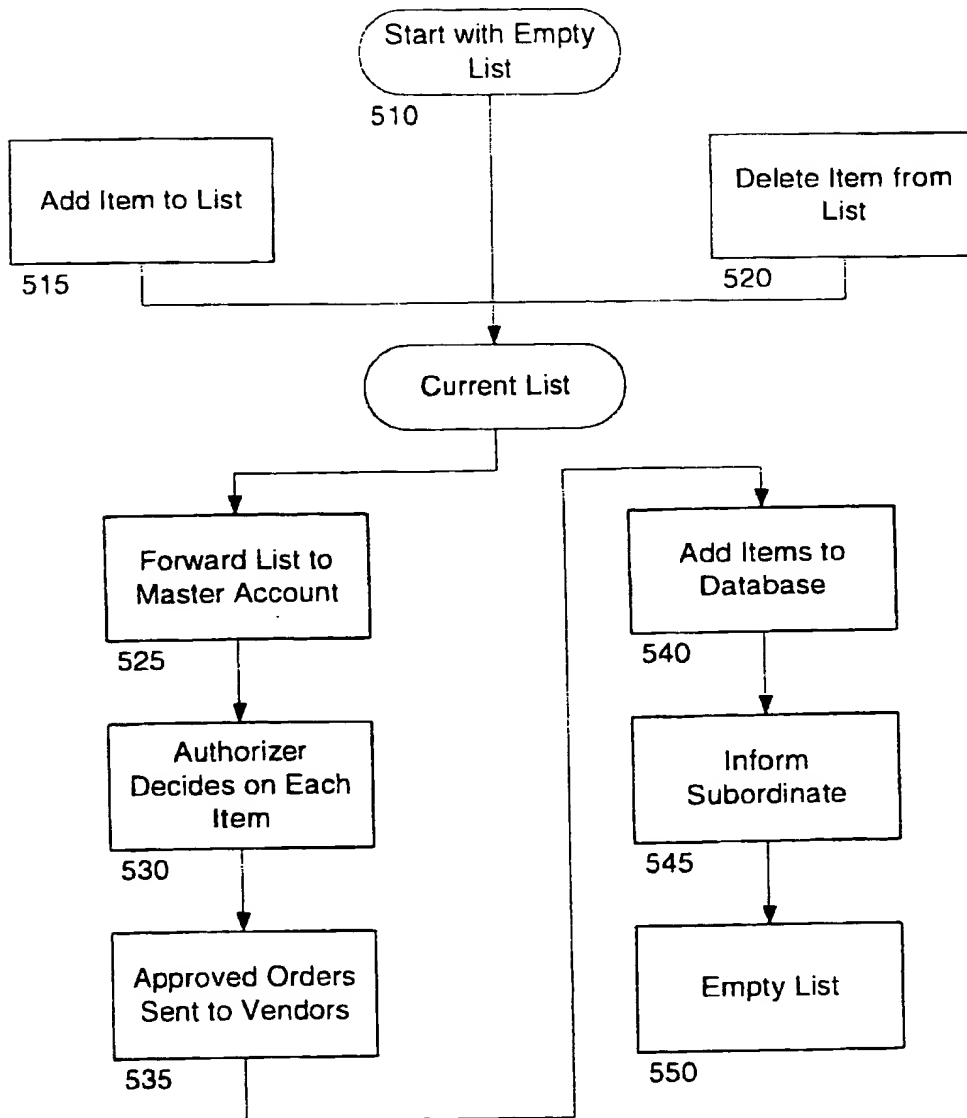 Start with Empty
List
510
Add Item to List
515
Delete Item from
List
520
Current List
Forward List to
Master Account
525
Authorizer
Decides on Each
Item
530
Approved Orders
Sent to Vendors
535
Add Items to
Database
540
Inform
Subordinate
545
Empty List
550